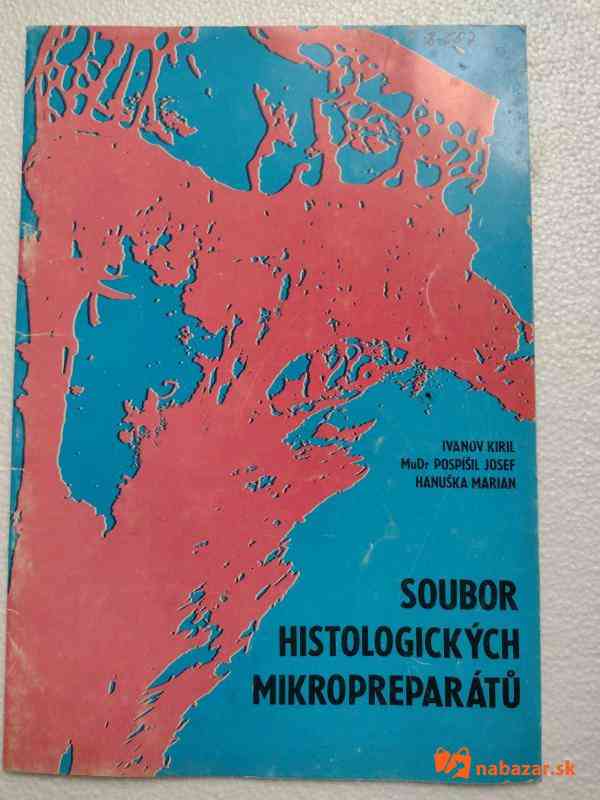 IVANOV KIRIL
MuDr POSPÍŠIL JOSEF
HANUŠKA MARIAN
SOUBOR
HISTOLOGICKÝCH
MIKROPREPARÁTŮ
nabazar.sk